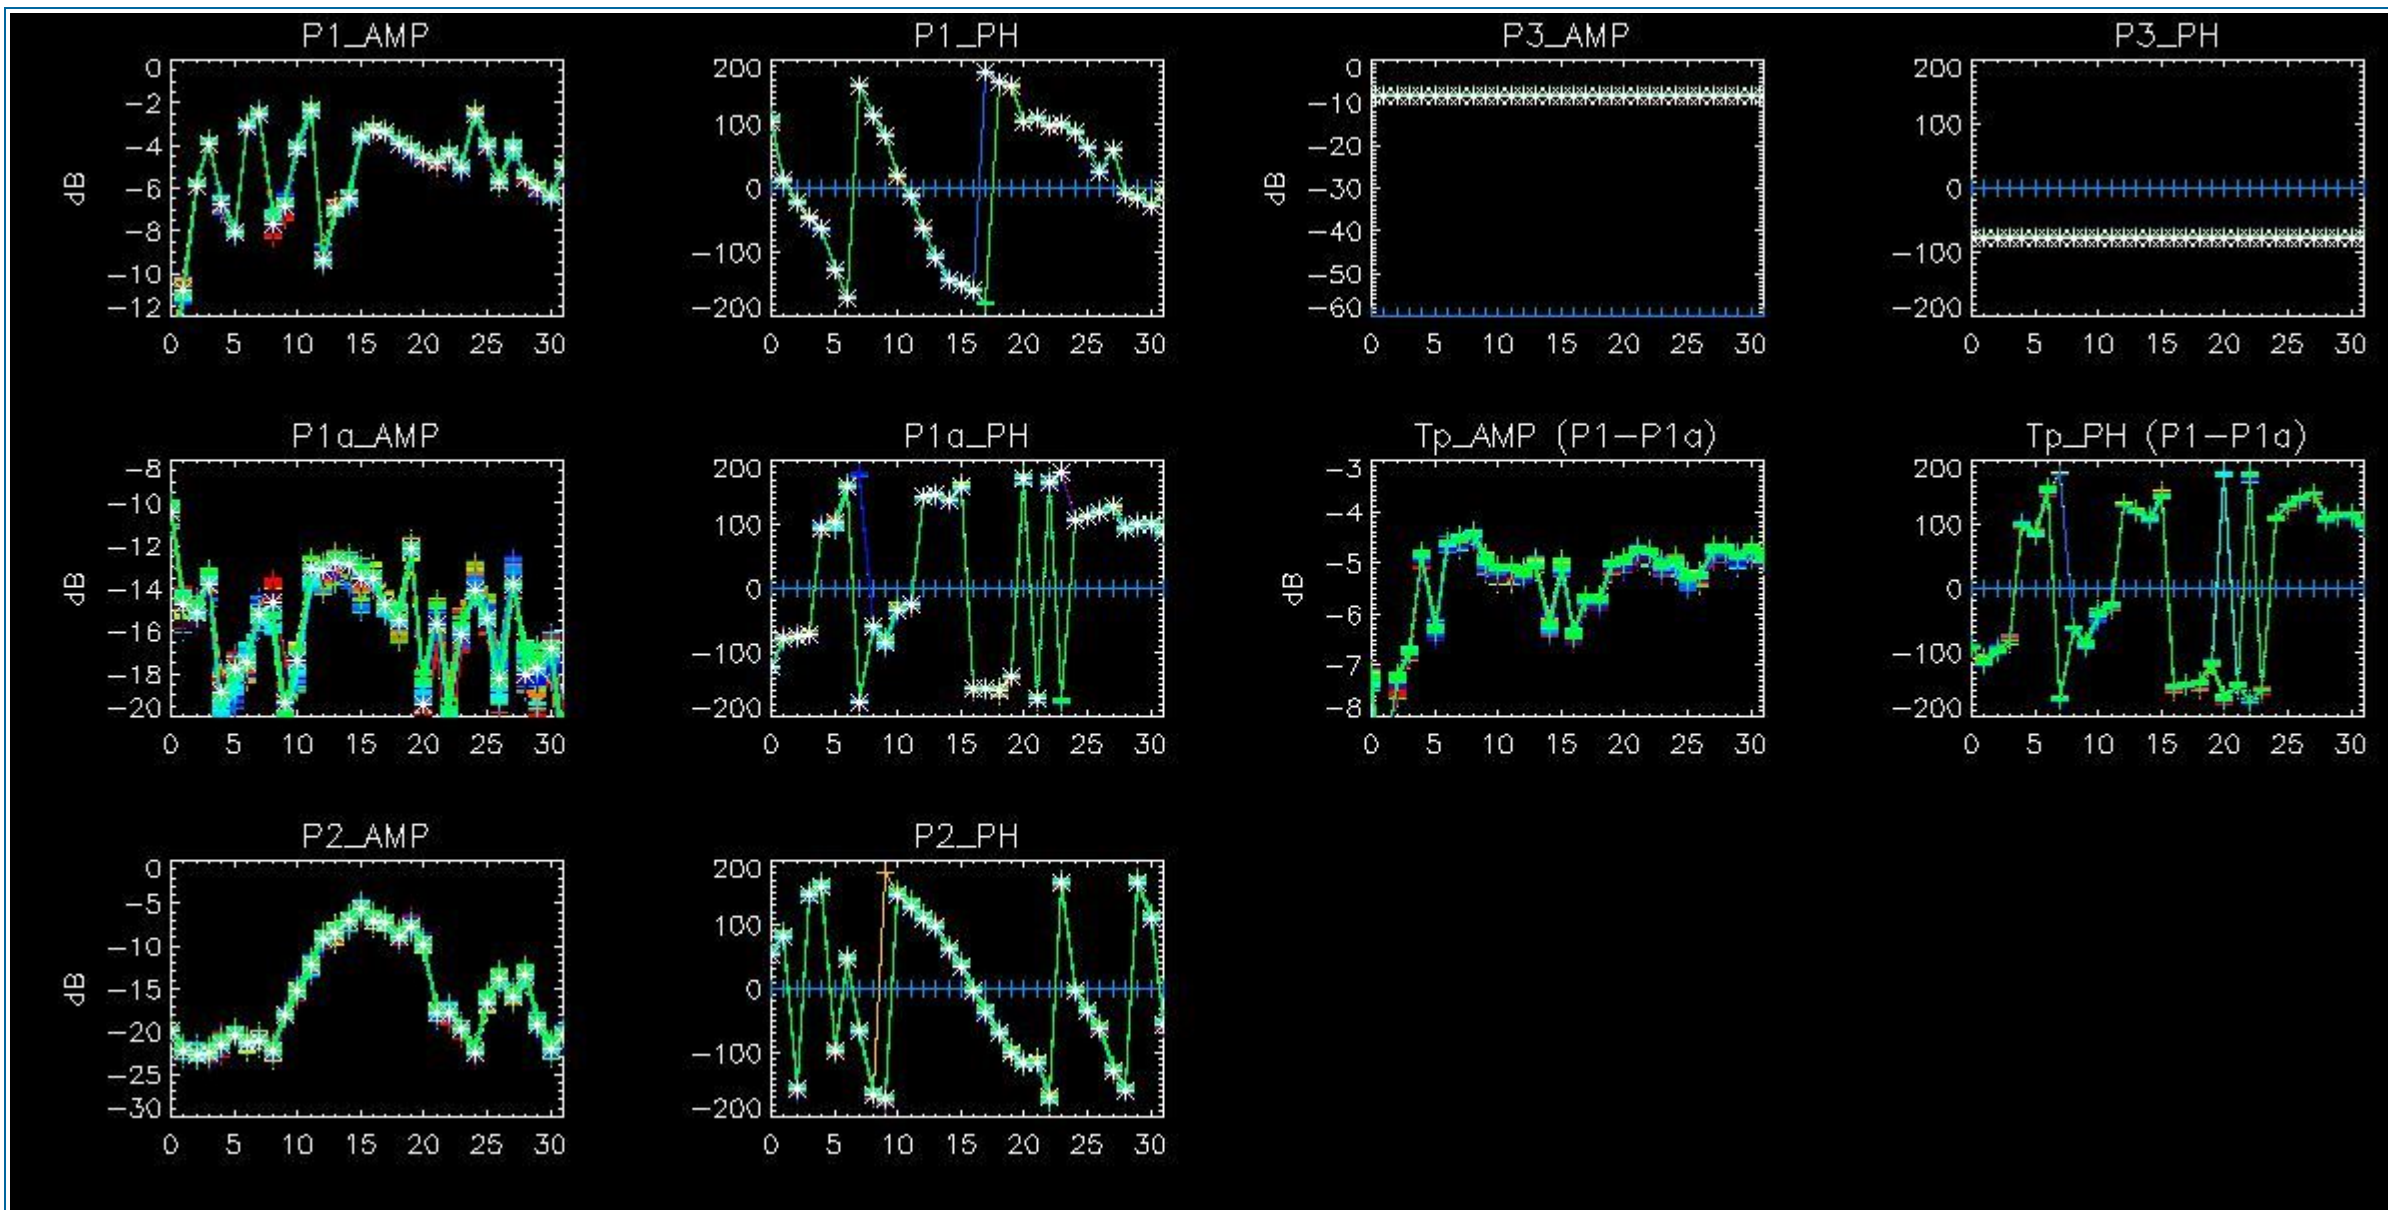 P1_AMP
0
−2
−4
−6
−8
−10
−12
dB
0 5 10 15 20 25 30
P1_PH
200
100
0
−100
−200
0 5 10 15 20 25 30
P3_AMP
0
−10
−20
−30
−40
−50
−60
dB
0 5 10 15 20 25 30
P3_PH
200
100
0
−100
−200
0 5 10 15 20 25 30
P1a_AMP
−8
−10
−12
−14
−16
−18
−20
dB
0 5 10 15 20 25 30
P1a_PH
200
100
0
−100
−200
0 5 10 15 20 25 30
Tp_AMP (P1−P1a)
−3
−4
−5
−6
−7
−8
dB
0 5 10 15 20 25 30
Tp_PH (P1−P1a)
200
100
0
−100
−200
0 5 10 15 20 25 30
P2_AMP
0
−5
−10
−15
−20
−25
−30
dB
0 5 10 15 20 25 30
P2_PH
200
100
0
−100
−200
0 5 10 15 20 25 30